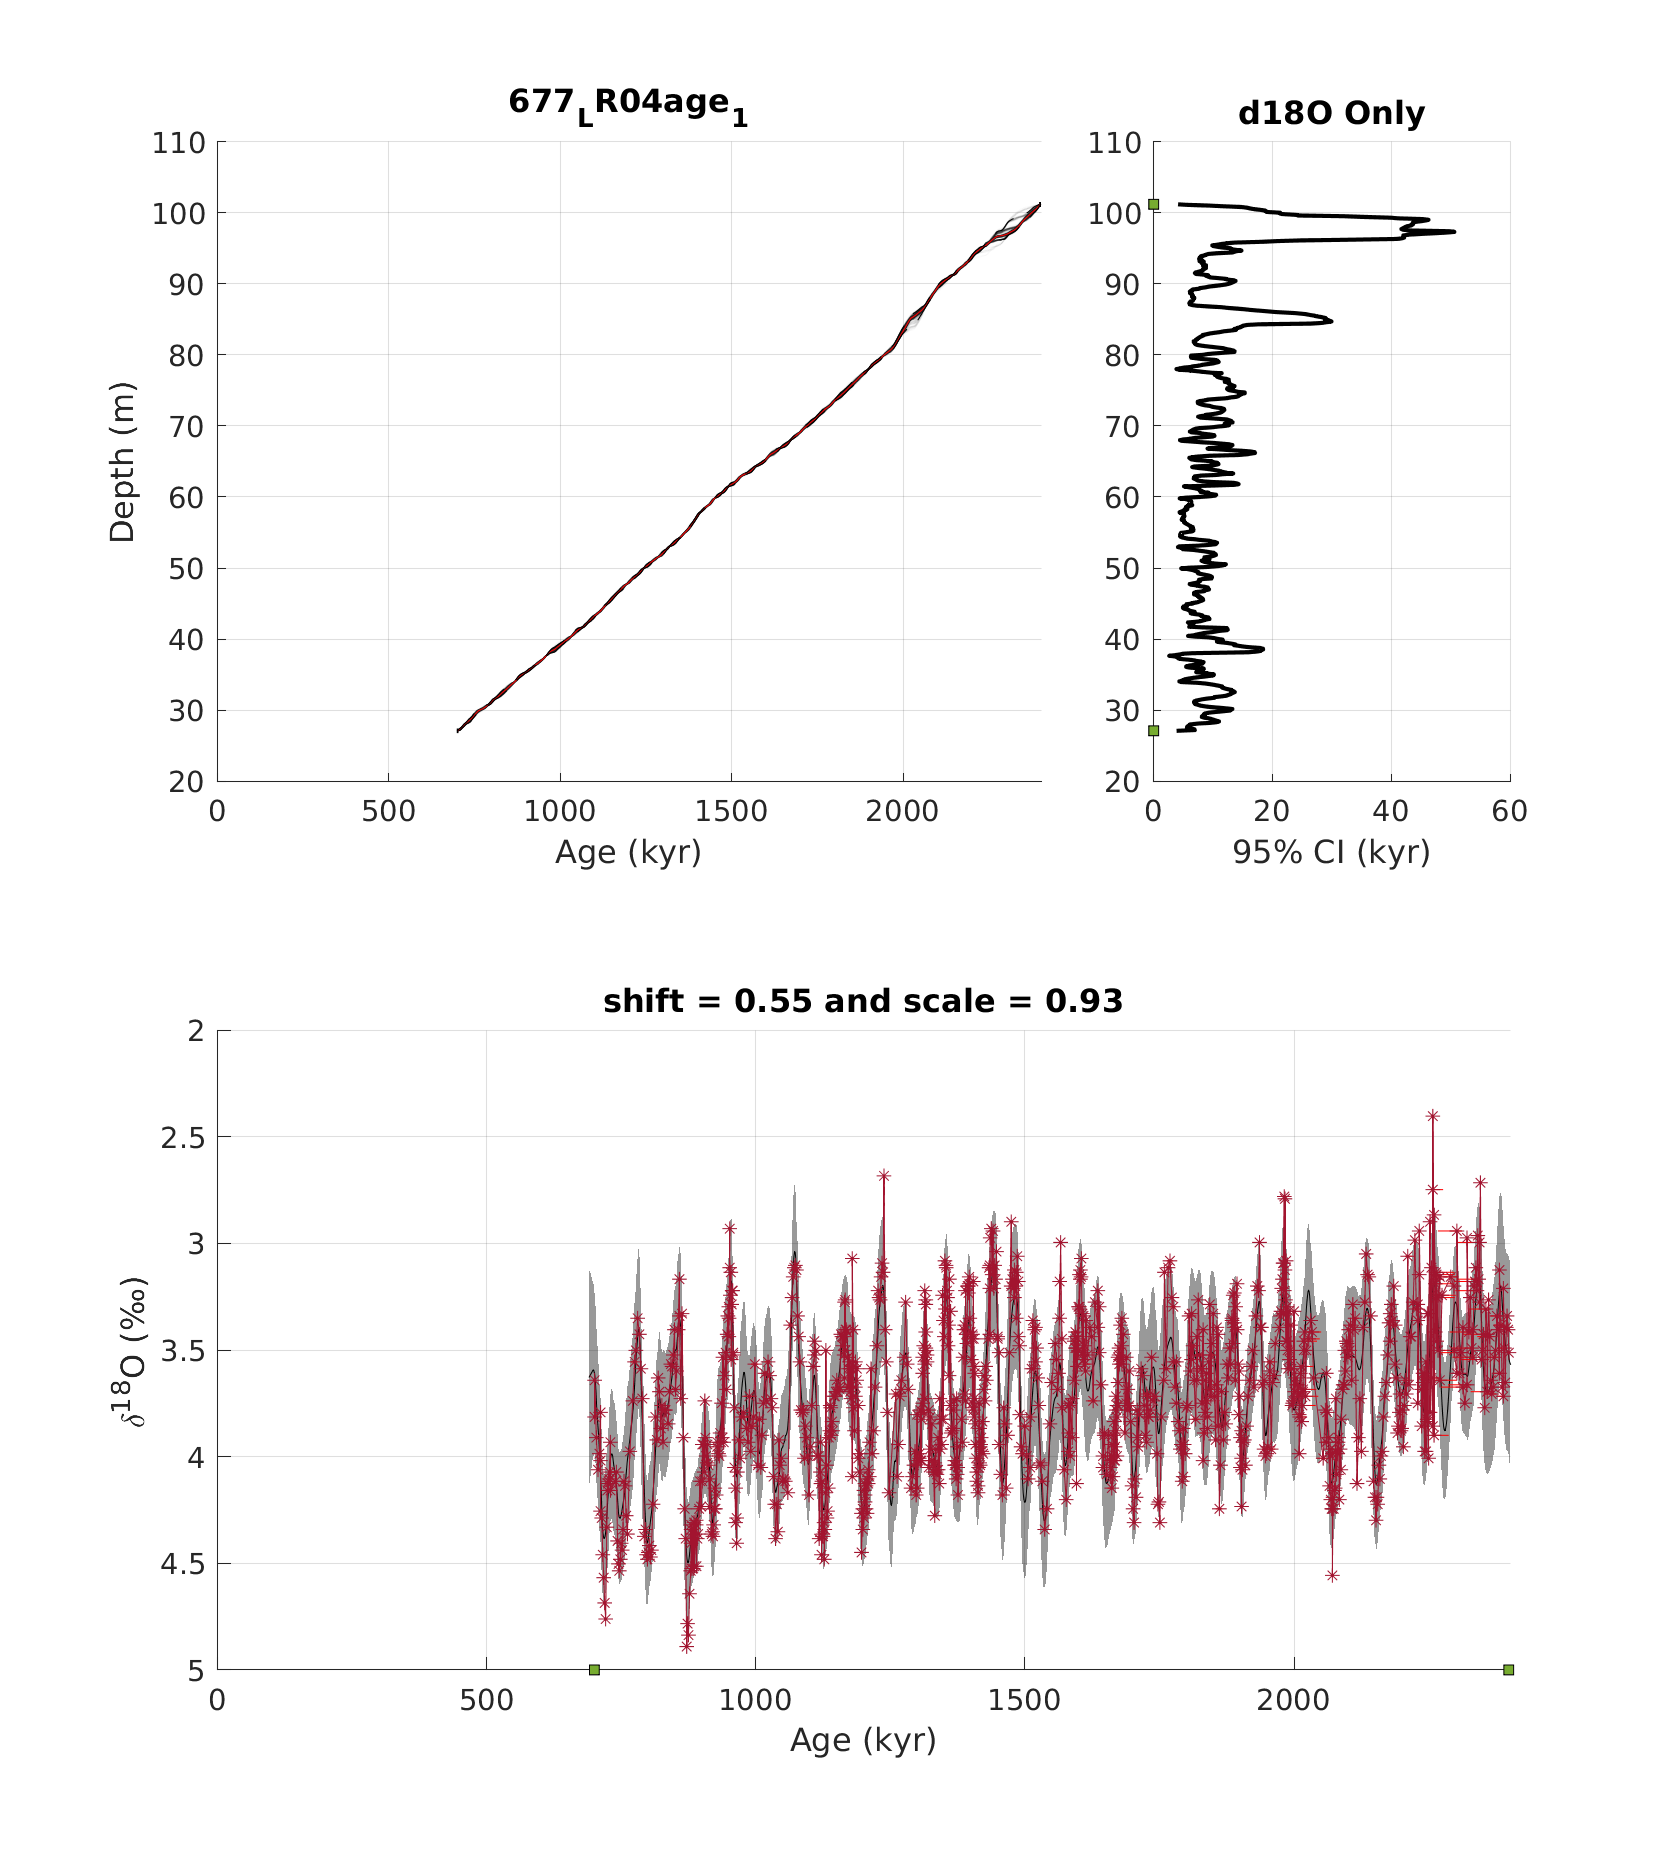 677LR04age1
d18O Only
110
100
90
80
70
60
50
40
30
20
Depth (m)
0 500 1000 1500 2000
Age (kyr)
110
100
90
80
70
60
50
40
30
20
0 20 40 60
95% CI (kyr)
shift = 0.55 and scale = 0.93
2
2.5
3
3.5
4
4.5
5
δ18O (‰)
0 500 1000 1500 2000
Age (kyr)